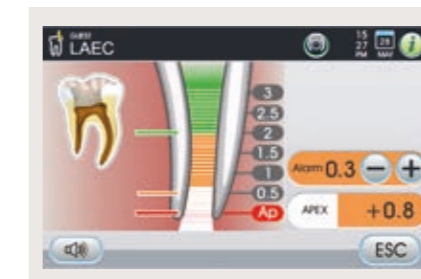 GUEST
LAEC
15
27
PM
28
MAY
i
3
2.5
2
1.5
1
0.5
Ap
Alarm 0.3 − +
APEX +0.8
ESC